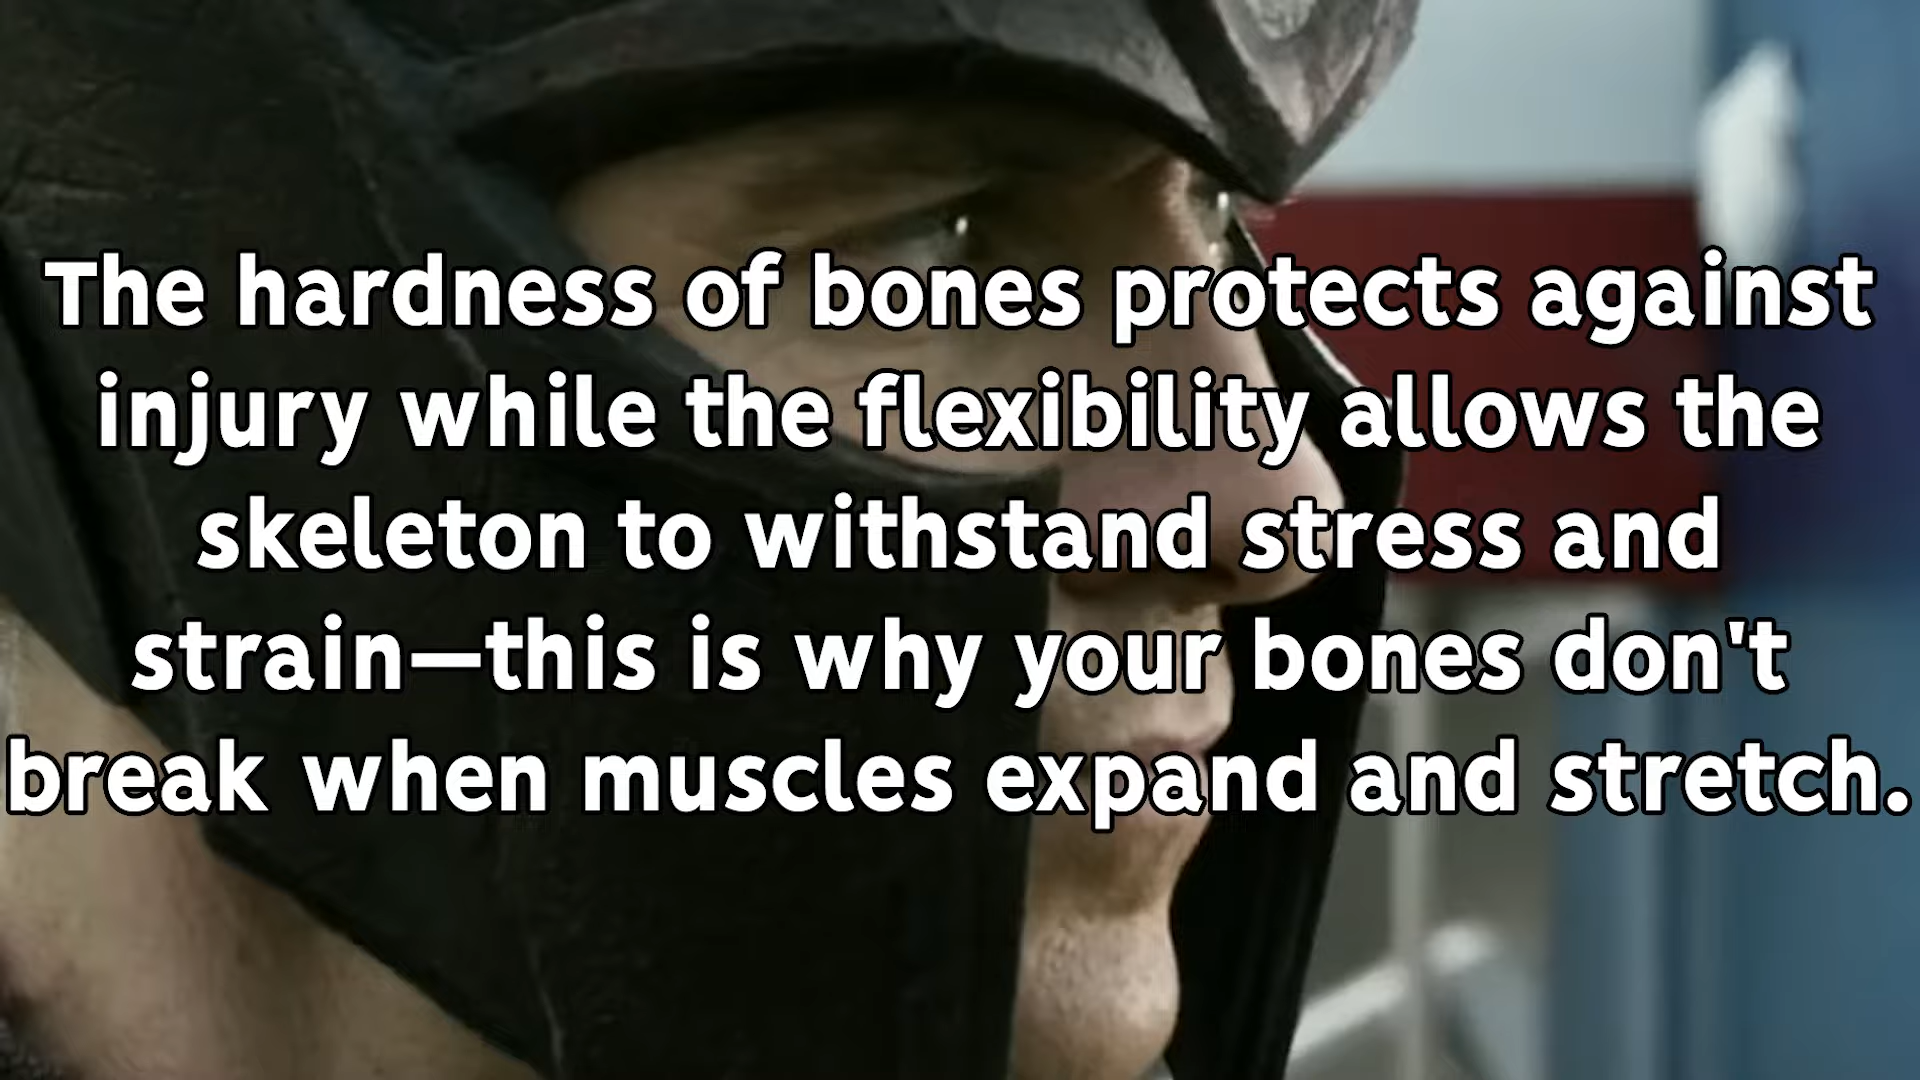 The hardness of bones protects against
injury while the flexibility allows the
skeleton to withstand stress and
strain—this is why your bones don't
break when muscles expand and stretch.